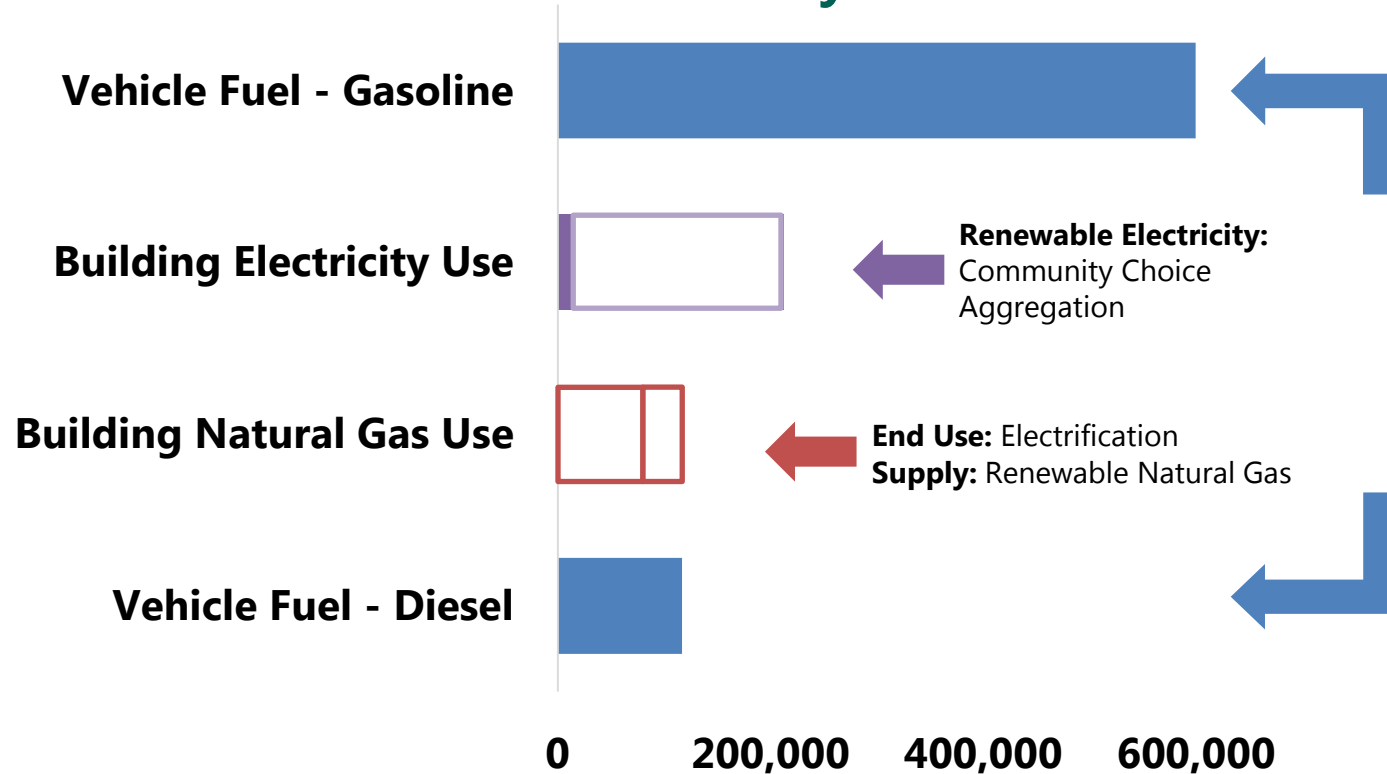 Vehicle Fuel - Gasoline
Building Electricity Use
Renewable Electricity:
Community Choice
Aggregation
Building Natural Gas Use
End Use: Electrification
Supply: Renewable Natural Gas
Vehicle Fuel - Diesel
0 200,000 400,000 600,000